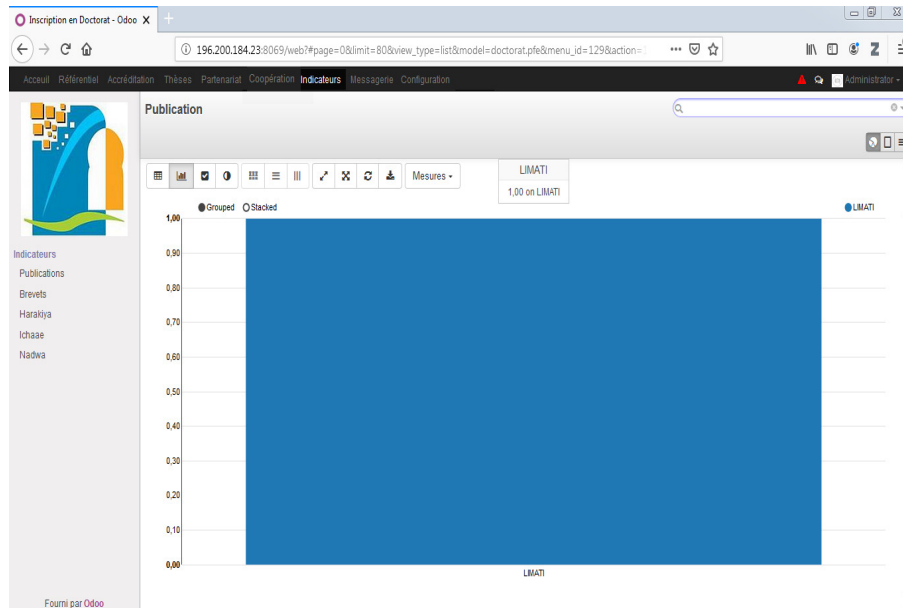 Inscription en Doctorat - Odoo
196.200.184.23:8069/web?#page=0&limit=80&view_type=list&model=doctorat.pfe&menu_id=129&action=
Acceuil Référentiel Accréditation Thèses Partenariat Coopération Indicateurs Messagerie Configuration Administrator
Publication
Mesures
LIMATI
1,00 on LIMATI
Grouped Stacked LIMATI
1,00
0,90
0,80
0,70
0,60
0,50
0,40
0,30
0,20
0,10
0,00
LIMATI
Indicateurs
Publications
Brevets
Harakiya
Ichaae
Nadwa
Fourni par Odoo